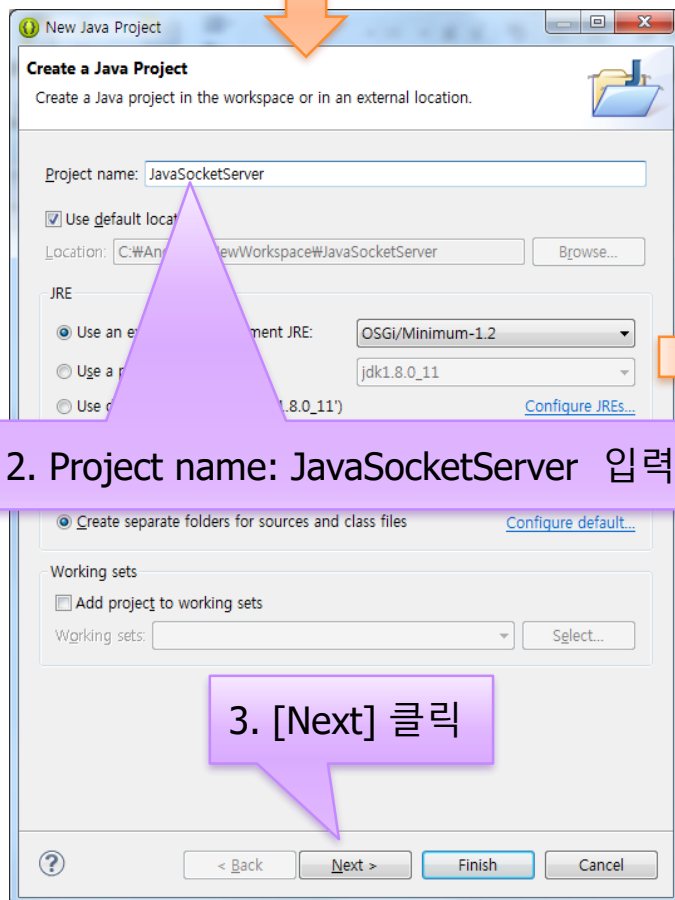 New Java Project
Create a Java Project
Create a Java project in the workspace or in an external location.
Project name: JavaSocketServer
Use default locat
Location: C:₩An ewWorkspace₩JavaSocketServer Browse...
JRE
Use an e ment JRE: OSGi/Minimum-1.2
Use a p jdk1.8.0_11
Use d .8.0_11') Configure JREs...
2. Project name: JavaSocketServer 입력
Create separate folders for sources and class files Configure default...
Working sets
Add project to working sets
Working sets: Select...
3. [Next] 클릭
< Back Next > Finish Cancel